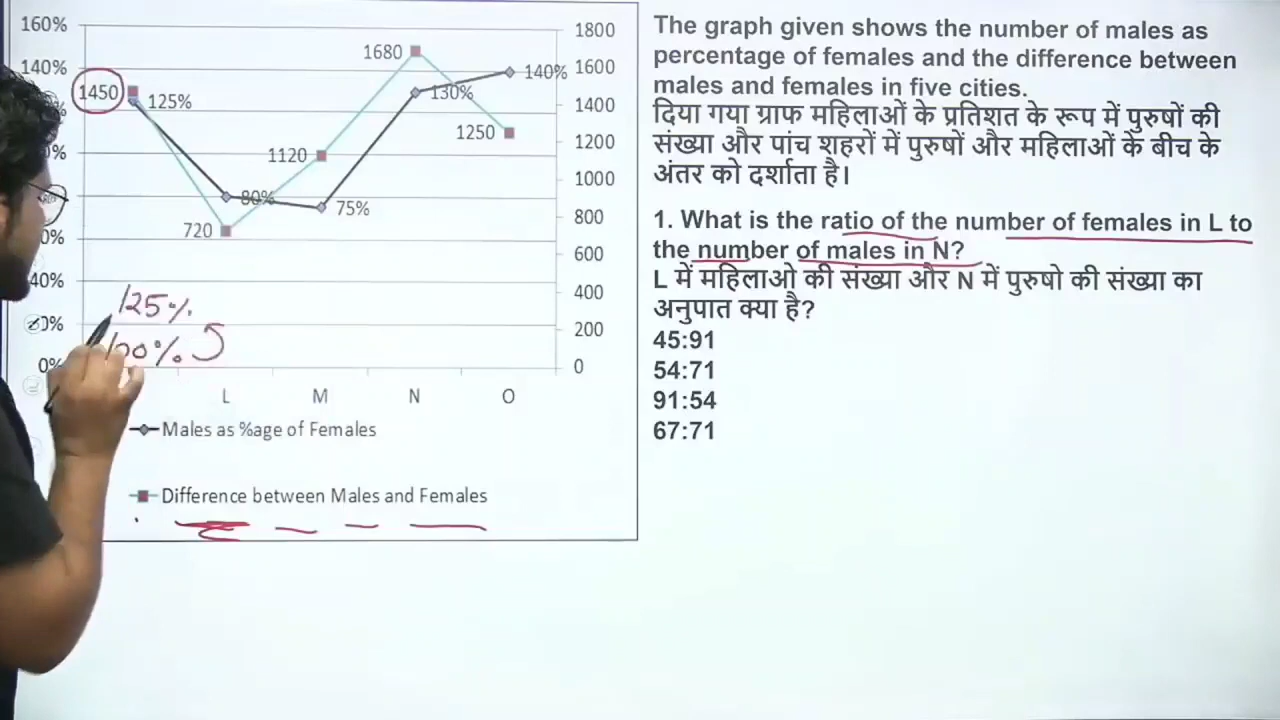 160%
140%
40%
0%
1800
1600
1400
1200
1000
800
600
400
200
0
1450
125%
80%
720
1120
75%
1680
130%
140%
1250
125%
100%
L M N O
Males as %age of Females
Difference between Males and Females
The graph given shows the number of males as
percentage of females and the difference between
males and females in five cities.
दिया गया ग्राफ महिलाओं के प्रतिशत के रूप में पुरुषों की
संख्या और पांच शहरों में पुरुषों और महिलाओं के बीच के
अंतर को दर्शाता है।
1. What is the ratio of the number of females in L to
the number of males in N?
L में महिलाओ की संख्या और N में पुरुषो की संख्या का
अनुपात क्या है?
45:91
54:71
91:54
67:71